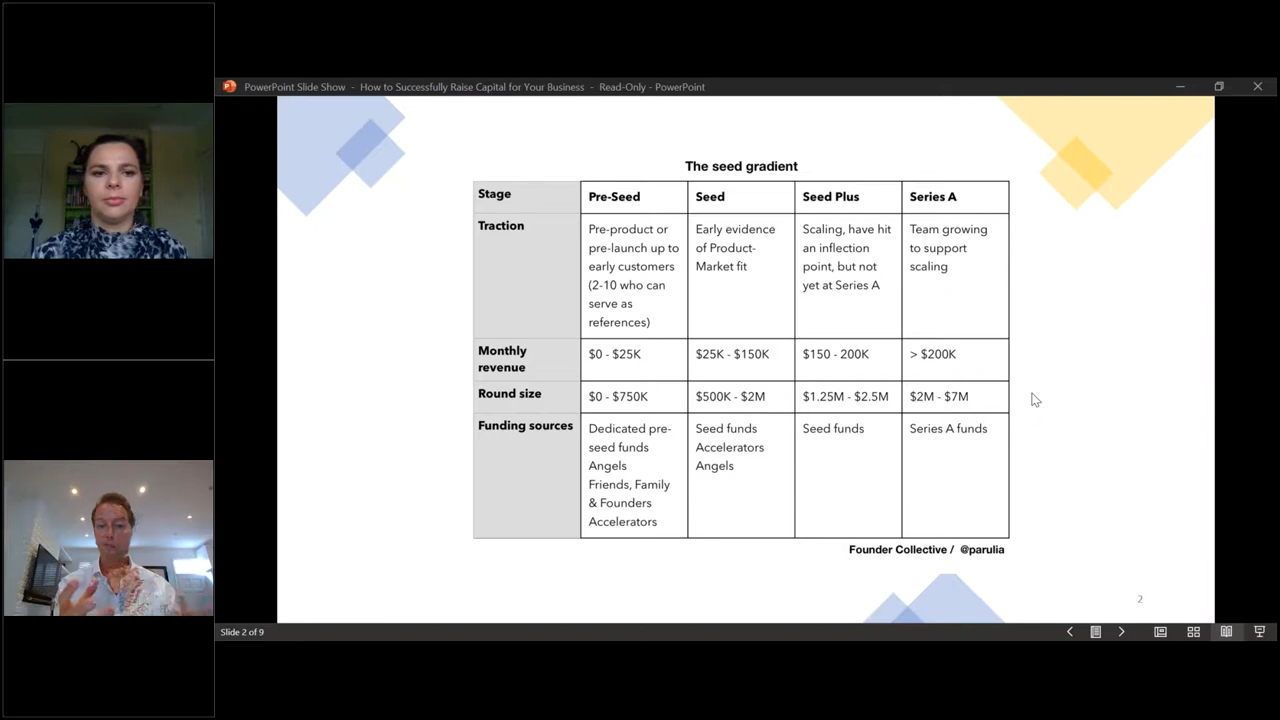 PowerPoint Slide Show - How to Successfully Raise Capital for Your Business - Read-Only - PowerPoint
The seed gradient
Stage
Pre-Seed
Seed
Seed Plus
Series A
Traction
Pre-product or
pre-launch up to
early customers
(2-10 who can
serve as
references)
Early evidence
of Product-
Market fit
Scaling, have hit
an inflection
point, but not
yet at Series A
Team growing
to support
scaling
Monthly
revenue
$0 - $25K
$25K - $150K
$150 - 200K
> $200K
Round size
$0 - $750K
$500K - $2M
$1.25M - $2.5M
$2M - $7M
Funding sources
Dedicated pre-
seed funds
Angels
Friends, Family
& Founders
Accelerators
Seed funds
Accelerators
Angels
Seed funds
Series A funds
Founder Collective / @parulia
2
Slide 2 of 9